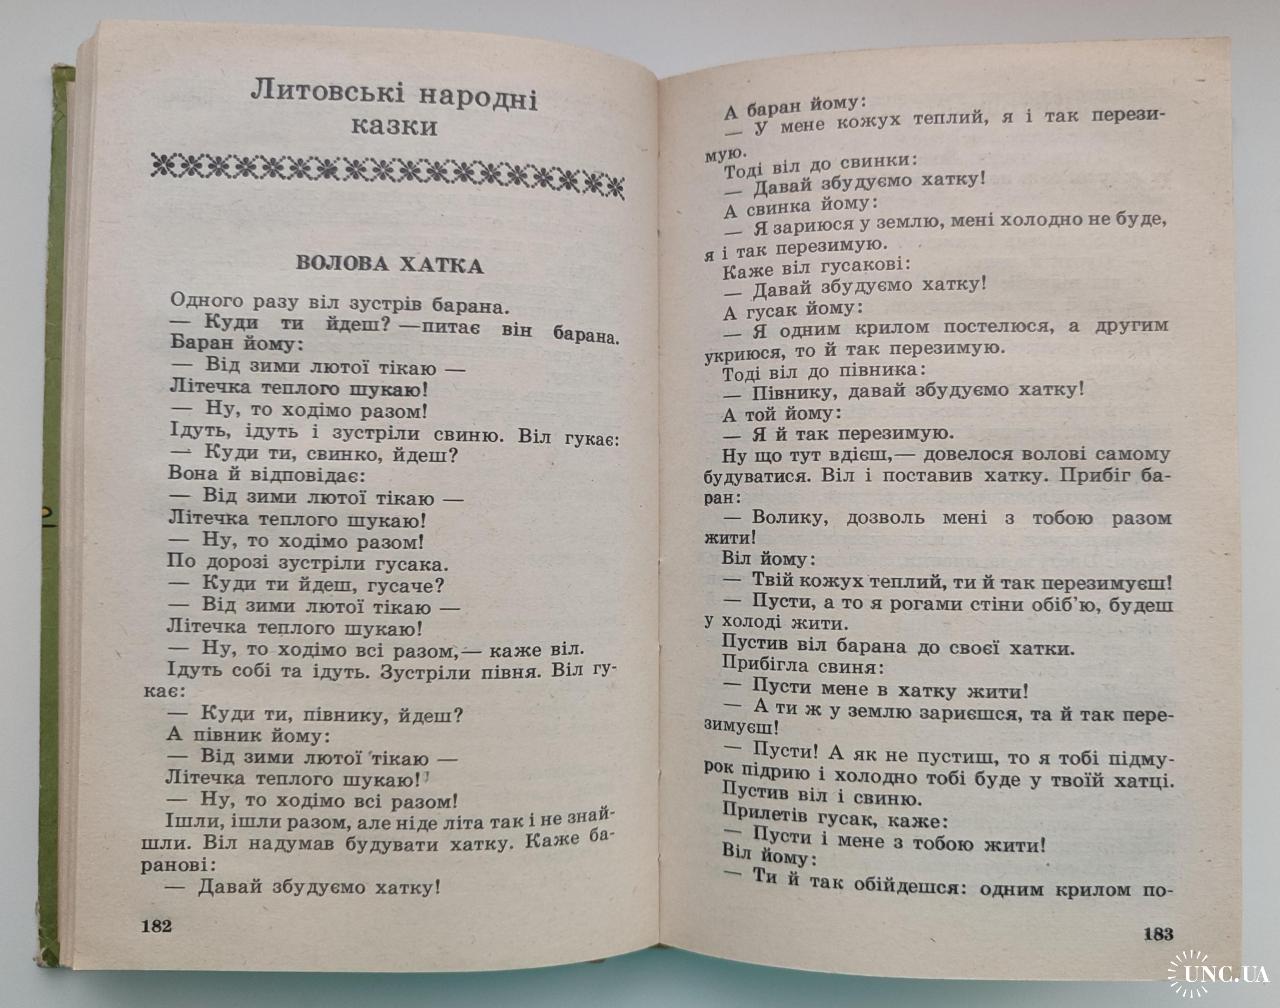 Литовські народні
казки
ВОЛОВА ХАТКА
Одного разу віл зустрів барана.
— Куди ти йдеш? —питає він барана.
Баран йому:
— Від зими лютої тікаю —
Літечка теплого шукаю!
— Ну, то ходімо разом!
Ідуть, ідуть і зустріли свиню. Віл гукає:
— Куди ти, свинко, йдеш?
Вона й відповідає:
— Від зими лютої тікаю —
Літечка теплого шукаю!
— Ну, то ходімо разом!
По дорозі зустріли гусака.
— Куди ти йдеш, гусаче?
— Від зими лютої тікаю —
Літечка теплого шукаю!
— Ну, то ходімо всі разом,— каже віл.
Ідуть собі та ідуть. Зустріли півня. Віл гу-
кає:
— Куди ти, півнику, йдеш?
А півник йому:
— Від зими лютої тікаю —
Літечка теплого шукаю!
— Ну, то ходімо всі разом!
Ішли, ішли разом, але ніде літа так і не знай-
шли. Віл надумав будувати хатку. Каже ба-
ранові:
— Давай збудуємо хатку!
182
А баран йому:
— У мене кожух теплий, я і так перези-
мую.
Тоді віл до свинки:
— Давай збудуємо хатку!
А свинка йому:
— Я зариюся у землю, мені холодно не буде,
я і так перезимую.
Каже віл гусакові:
— Давай збудуємо хатку!
А гусак йому:
— Я одним крилом постелюся, а другим
укриюся, то й так перезимую.
Тоді віл до півника:
— Півнику, давай збудуємо хатку!
А той йому:
— Я й так перезимую.
Ну що тут вдієш,— довелося волові самому
будуватися. Віл і поставив хатку. Прибіг ба-
ран:
— Волику, дозволь мені з тобою разом
жити!
Віл йому:
— Твій кожух теплий, ти й так перезимуєш!
— Пусти, а то я рогами стіни обіб’ю, будеш
у холоді жити.
Пустив віл барана до своєї хатки.
Прибігла свиня:
— Пусти мене в хатку жити!
— А ти ж у землю зариєшся, та й так пере-
зимуєш!
— Пусти! А як не пустиш, то я тобі підму-
рок підрию і холодно тобі буде у твоїй хатці.
Пустив віл і свиню.
Прилетів гусак, каже:
— Пусти і мене з тобою жити!
Віл йому:
— Ти й так обійдешся: одним крилом по-
183
UNC.UA